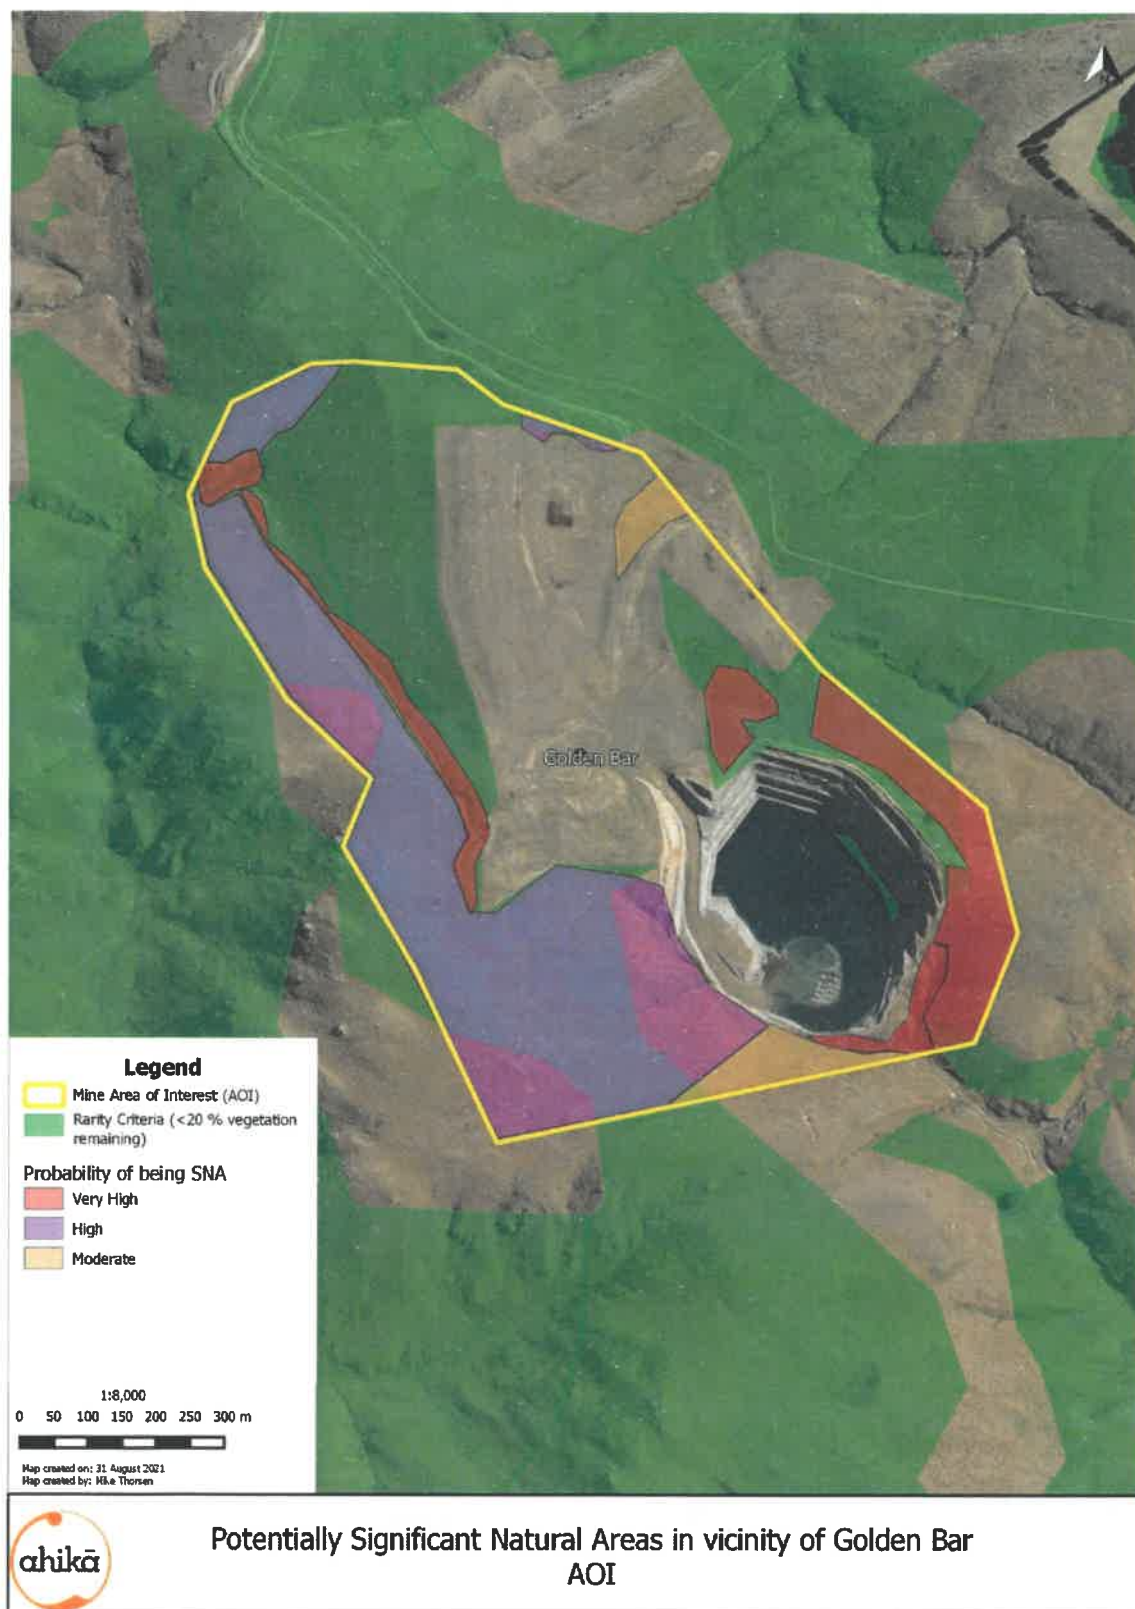 Golden Bar
Legend
Mine Area of Interest (AOI)
Rarity Criteria (<20 % vegetation
remaining)
Probability of being SNA
Very High
High
Moderate
1:8,000
0 50 100 150 200 250 300 m
Map created on: 31 August 2021
Map created by: Mike Thorsen
ahikā
Potentially Significant Natural Areas in vicinity of Golden Bar
AOI